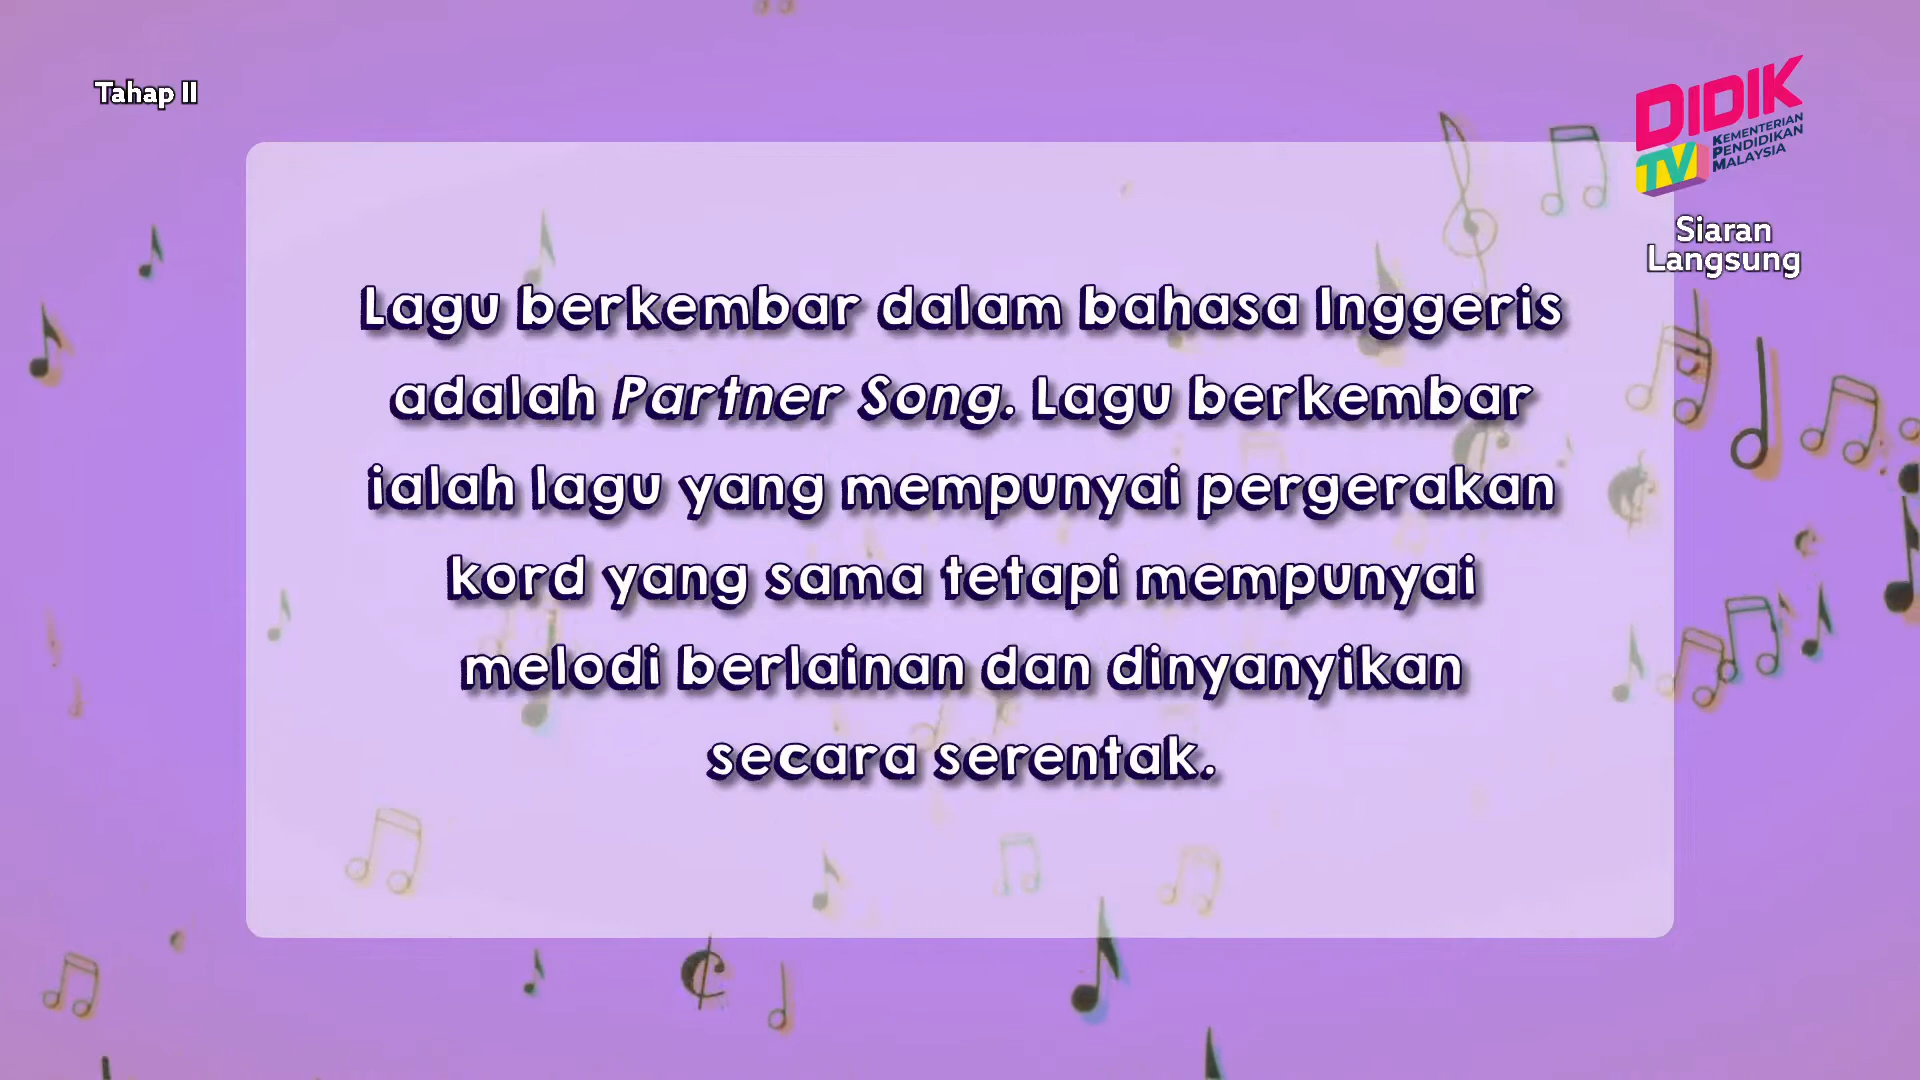 Tahap II
DIDIK
TV
KEMENTERIAN
PENDIDIKAN
MALAYSIA
Siaran
Langsung
Lagu berkembar dalam bahasa Inggeris
adalah Partner Song. Lagu berkembar
ialah lagu yang mempunyai pergerakan
kord yang sama tetapi mempunyai
melodi berlainan dan dinyanyikan
secara serentak.